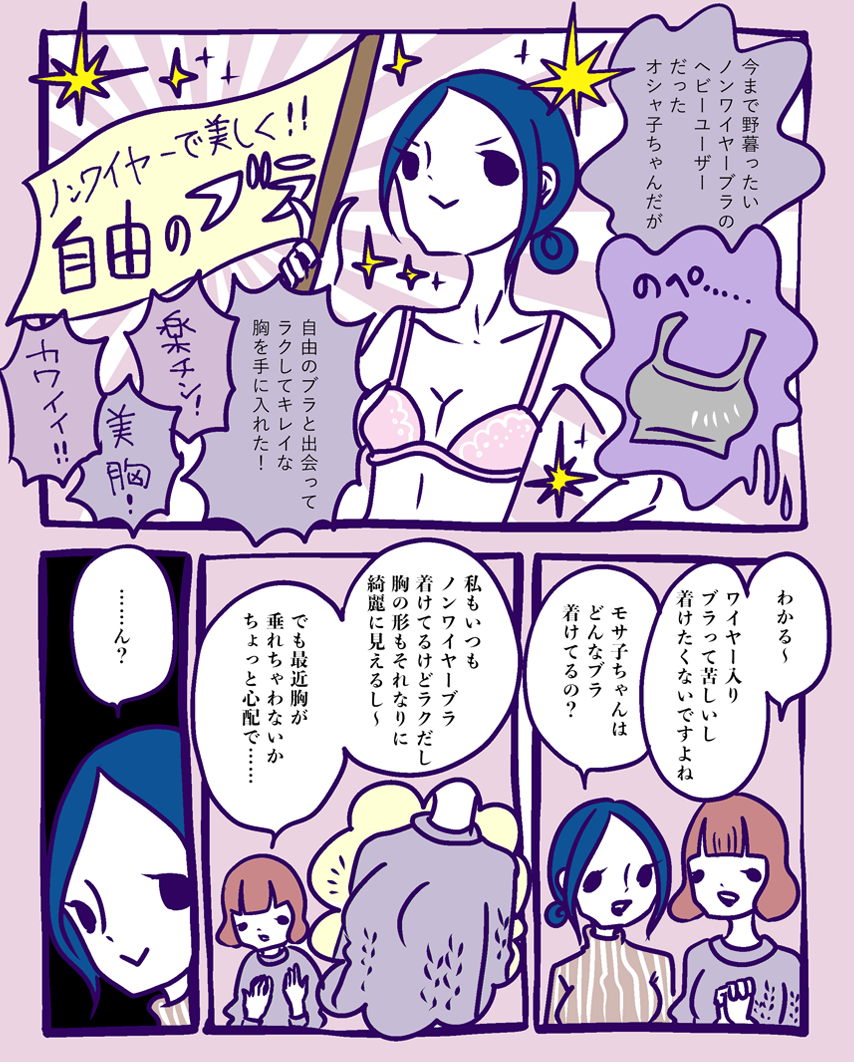 今まで野暮ったい
ノンワイヤーブラの
ヘビーユーザー
だった
オシャ子ちゃんだが
のぺ……
ノンワイヤーで美しく!!
自由のブラ
自由のブラと出会って
ラクしてキレイな
胸を手に入れた！
楽チン!
美胸!
カワイイ!!
わかる〜
ワイヤー入り
ブラって苦しいし
着けたくないですよね
モサ子ちゃんは
どんなブラ
着けてるの？
私もいつも
ノンワイヤーブラ
着けてるけどラクだし
胸の形もそれなりに
綺麗に見えるし〜
でも最近胸が
垂れちゃわないか
ちょっと心配で……
……ん？